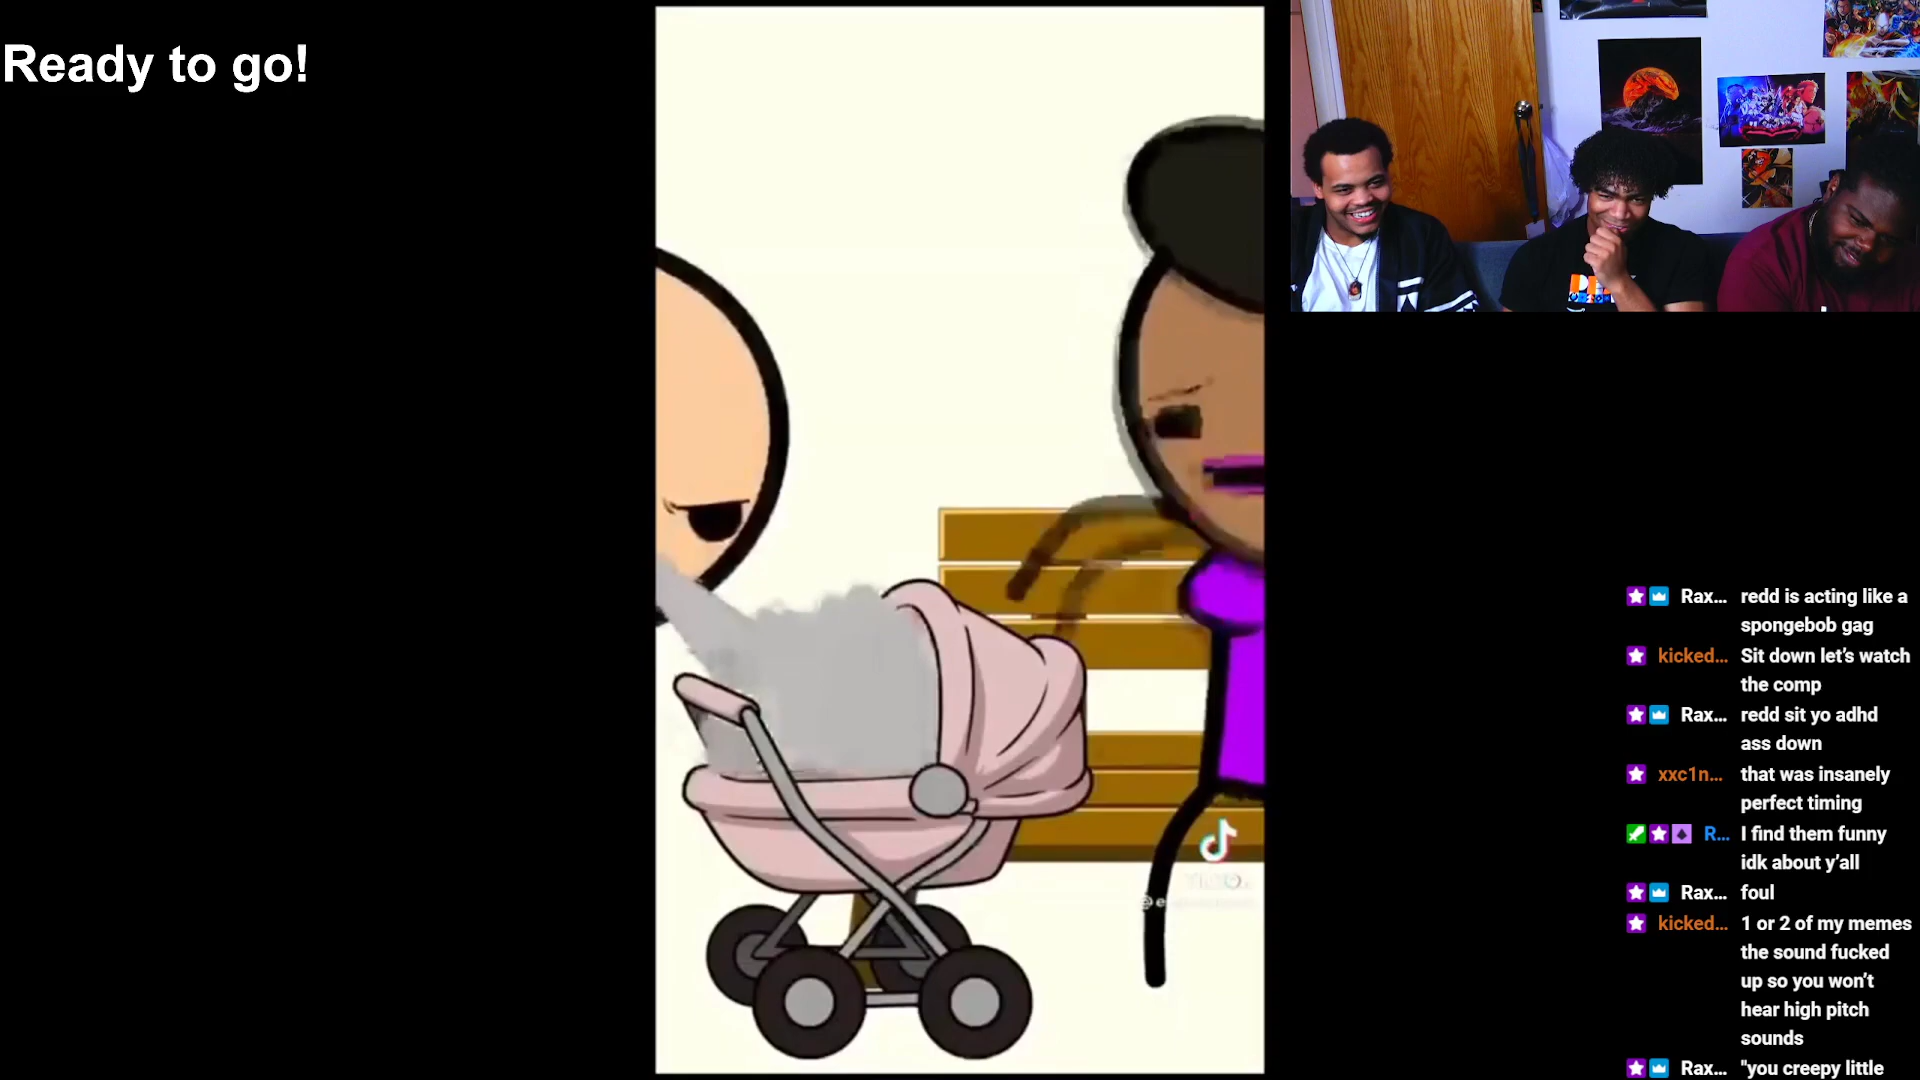 Ready to go!
Rax... redd is acting like a
spongebob gag
kicked... Sit down let’s watch
the comp
Rax... redd sit yo adhd
ass down
xxc1n... that was insanely
perfect timing
R... I find them funny
idk about y’all
Rax... foul
kicked... 1 or 2 of my memes
the sound fucked
up so you won’t
hear high pitch
sounds
Rax... "you creepy little